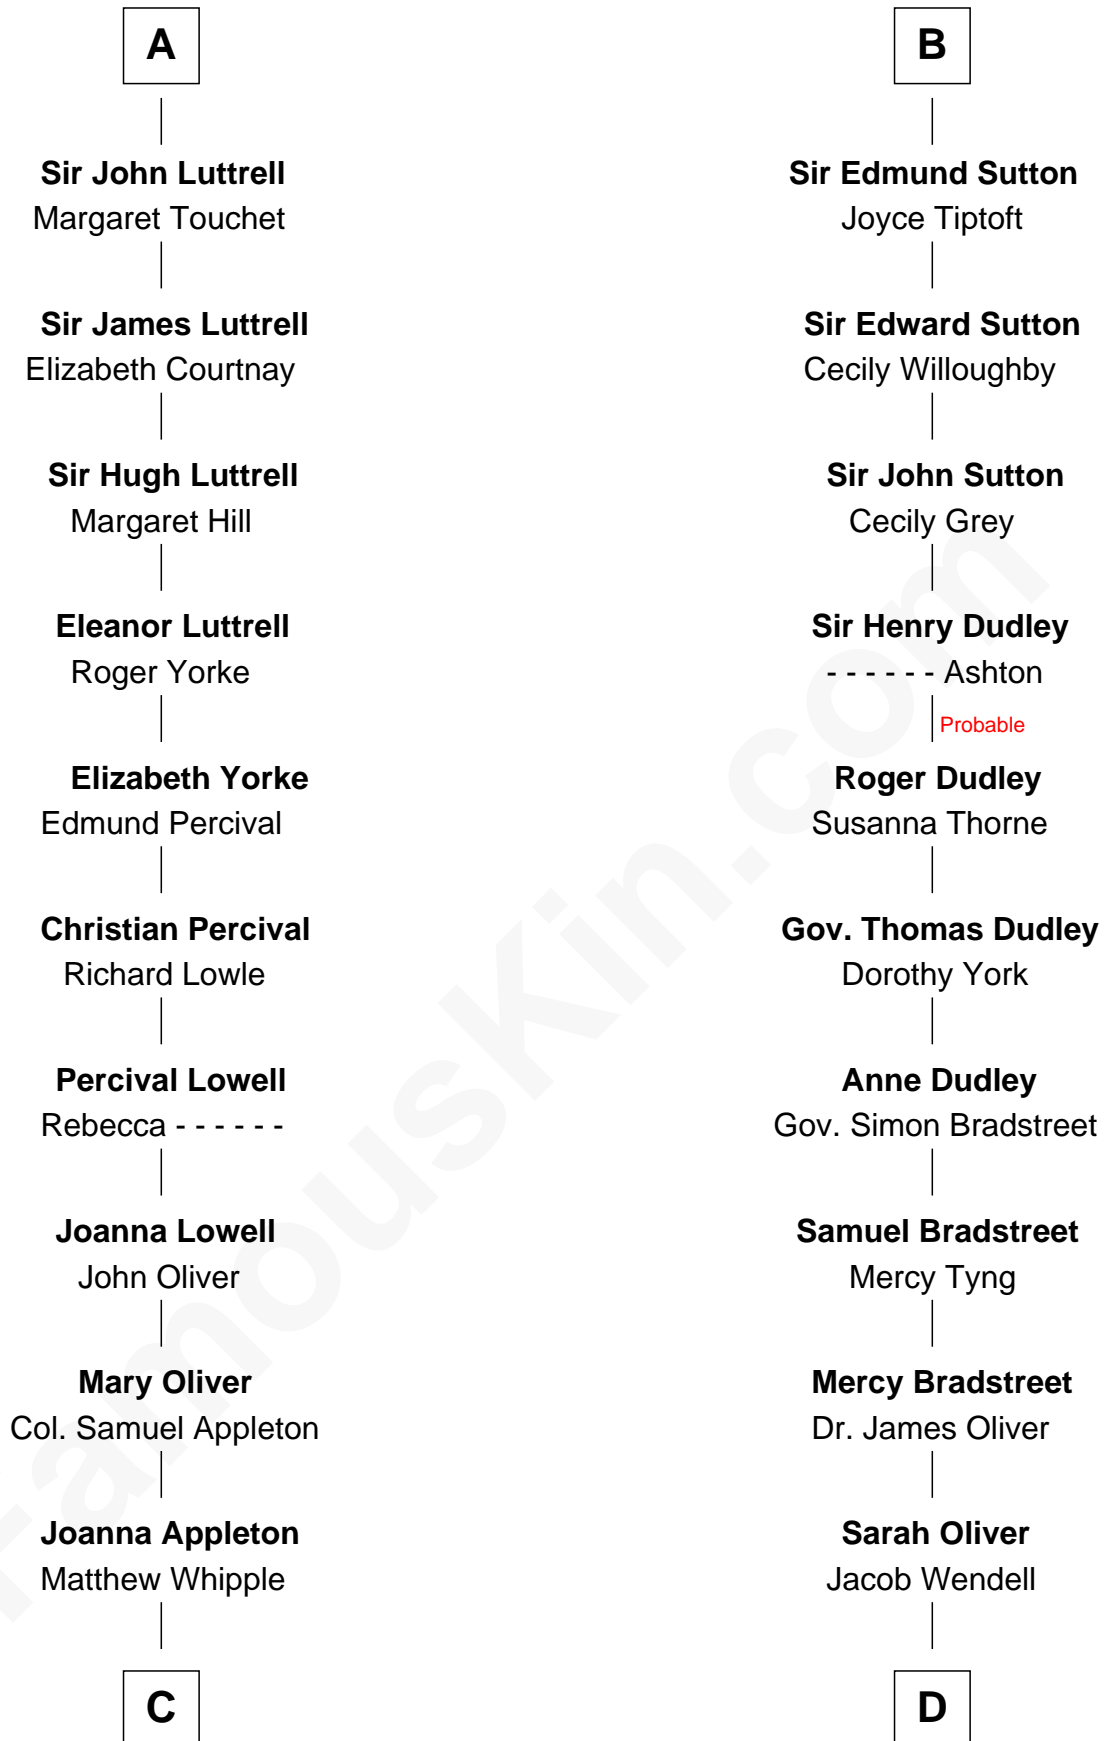 A
Sir John Luttrell
Margaret Touchet
Sir James Luttrell
Elizabeth Courtnay
Sir Hugh Luttrell
Margaret Hill
Eleanor Luttrell
Roger Yorke
Elizabeth Yorke
Edmund Percival
Christian Percival
Richard Lowle
Percival Lowell
Rebecca - - - - - -
Joanna Lowell
John Oliver
Mary Oliver
Col. Samuel Appleton
Joanna Appleton
Matthew Whipple
C
B
Sir Edmund Sutton
Joyce Tiptoft
Sir Edward Sutton
Cecily Willoughby
Sir John Sutton
Cecily Grey
Sir Henry Dudley
- - - - - - Ashton
Probable
Roger Dudley
Susanna Thorne
Gov. Thomas Dudley
Dorothy York
Anne Dudley
Gov. Simon Bradstreet
Samuel Bradstreet
Mercy Tyng
Mercy Bradstreet
Dr. James Oliver
Sarah Oliver
Jacob Wendell
D
FamousKin.com